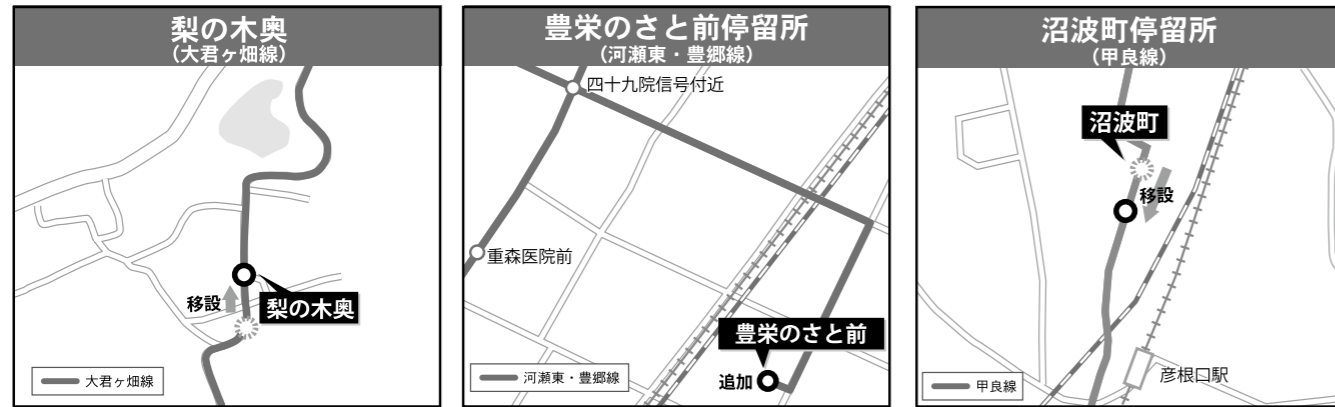 梨の木奥
（大君ヶ畑線）
移設
梨の木奥
大君ヶ畑線
豊栄のさと前停留所
（河瀬東・豊郷線）
四十九院信号付近
重森医院前
豊栄のさと前
追加
河瀬東・豊郷線
沼波町停留所
（甲良線）
沼波町
移設
彦根口駅
甲良線